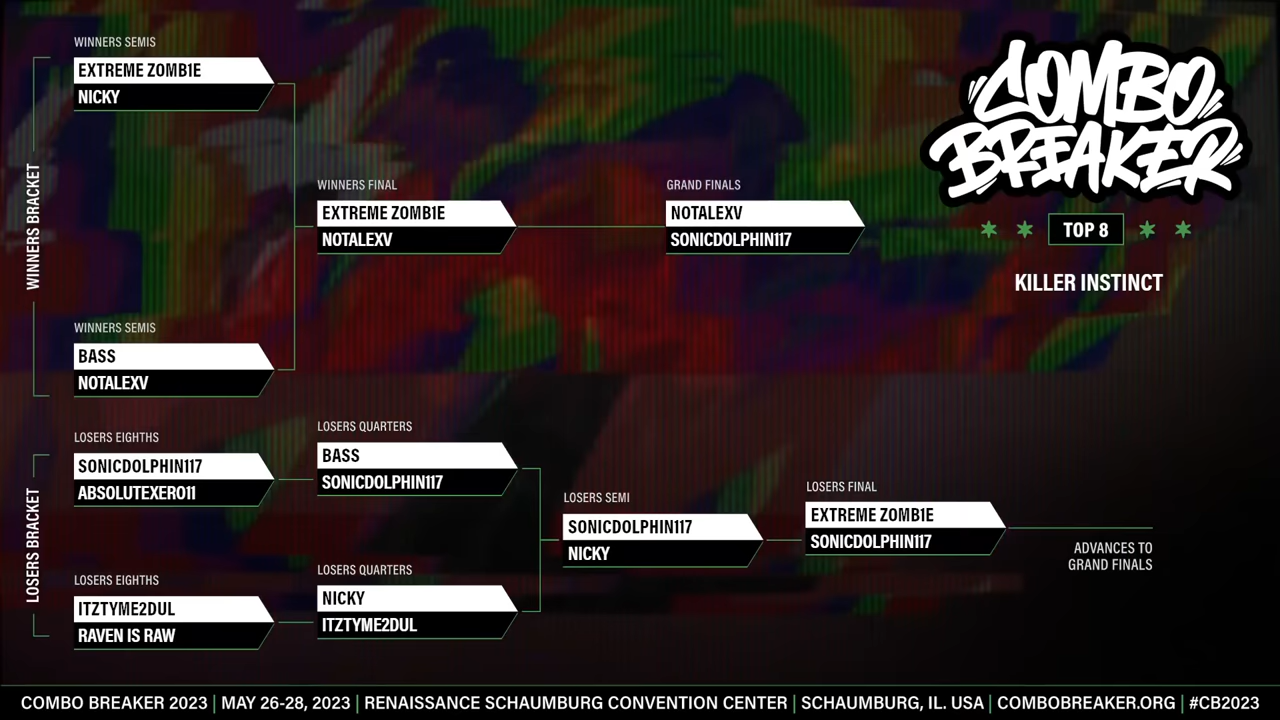 WINNERS SEMIS
EXTREME ZOMB1E
NICKY
WINNERS BRACKET
WINNERS FINAL
EXTREME ZOMB1E
NOTALEXV
GRAND FINALS
NOTALEXV
SONICDOLPHIN117
COMBO
BREAKER
TOP 8
KILLER INSTINCT
WINNERS SEMIS
BASS
NOTALEXV
LOSERS BRACKET
LOSERS EIGHTHS
SONICDOLPHIN117
ABSOLUTEXERO11
LOSERS QUARTERS
BASS
SONICDOLPHIN117
LOSERS SEMI
SONICDOLPHIN117
NICKY
LOSERS FINAL
EXTREME ZOMB1E
SONICDOLPHIN117
ADVANCES TO
GRAND FINALS
LOSERS EIGHTHS
ITZTYME2DUL
RAVEN IS RAW
LOSERS QUARTERS
NICKY
ITZTYME2DUL
COMBO BREAKER 2023 | MAY 26-28, 2023 | RENAISSANCE SCHAUMBURG CONVENTION CENTER | SCHAUMBURG, IL. USA | COMBOBREAKER.ORG | #CB2023